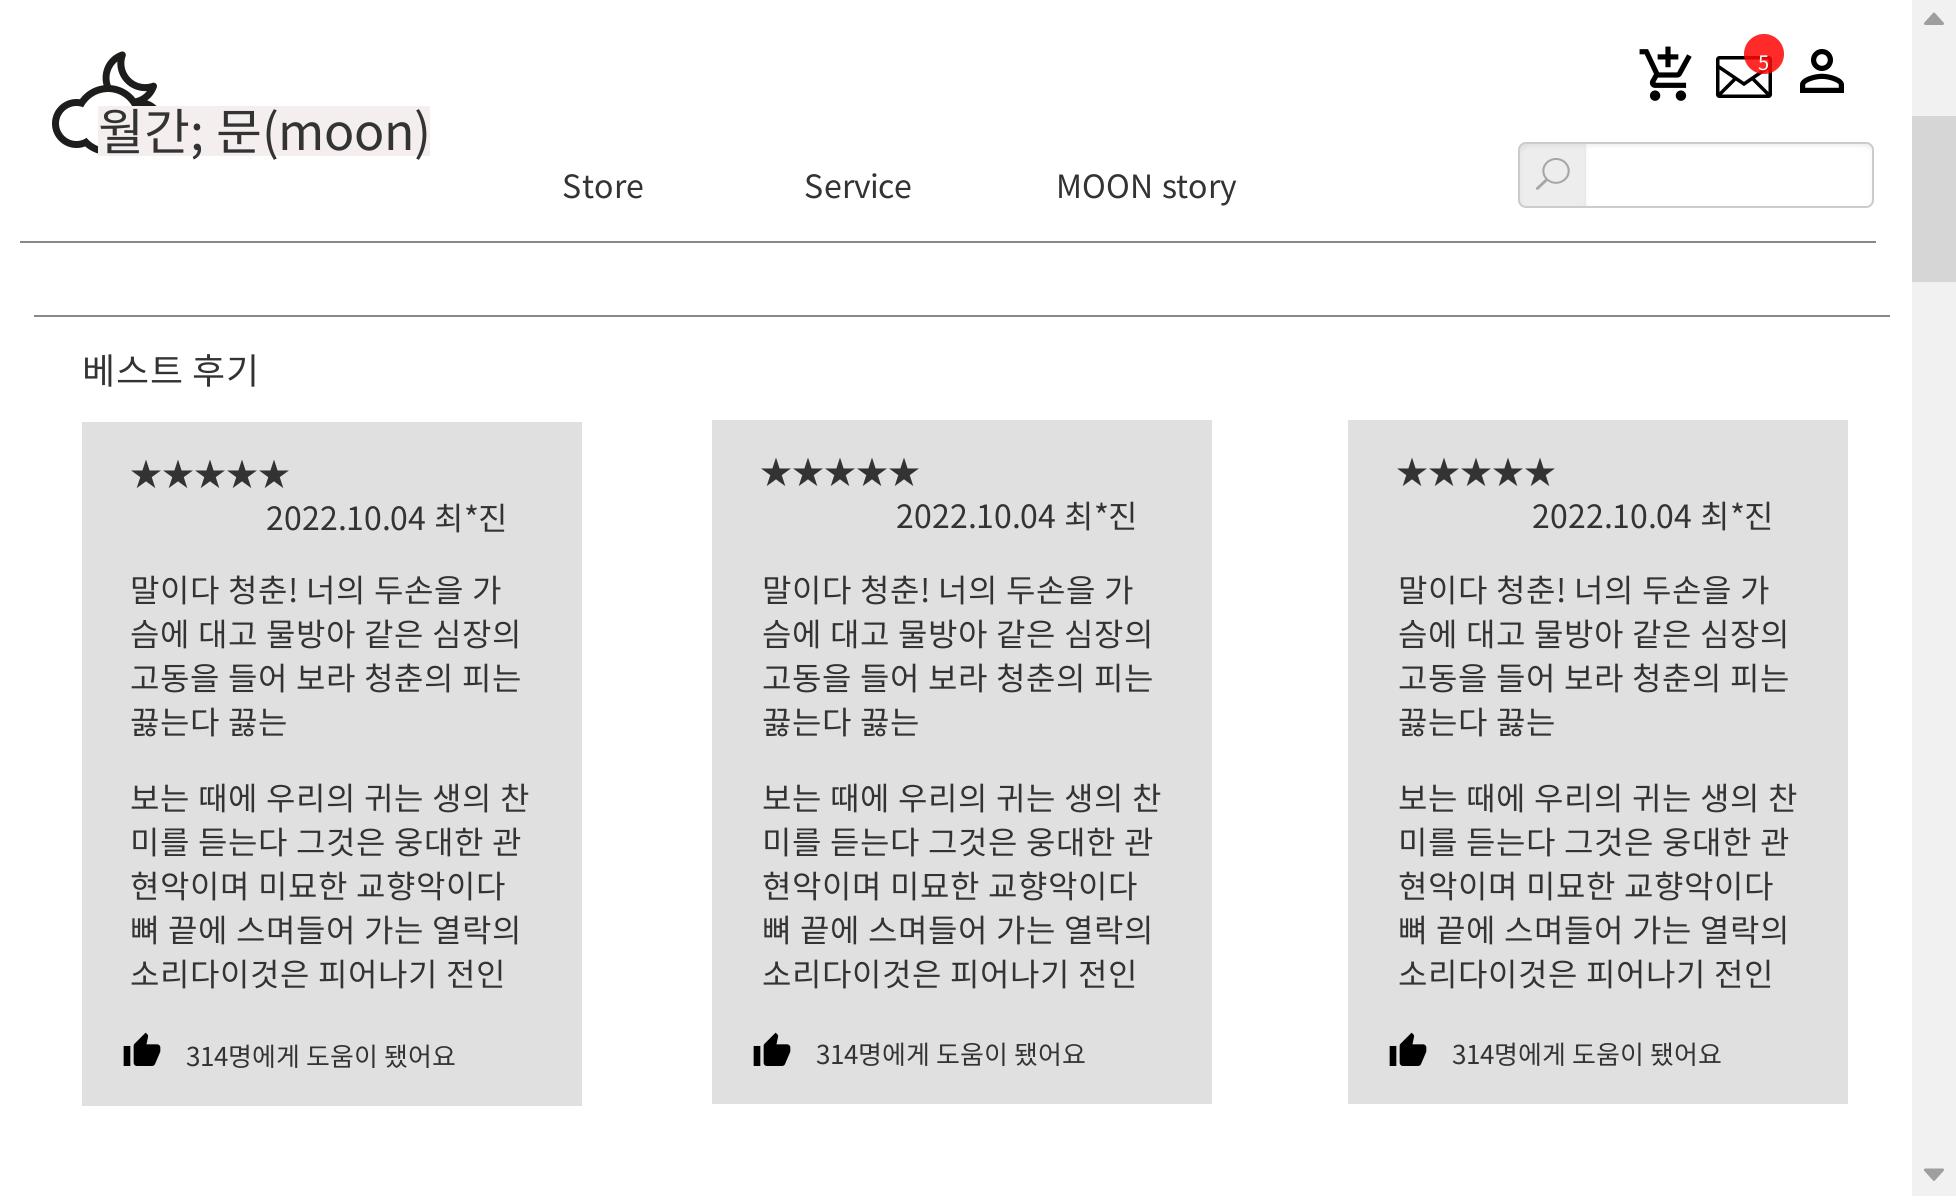 5
월간; 문(moon)
Store
Service
MOON story
베스트 후기
★★★★★
2022.10.04 최*진
말이다 청춘! 너의 두손을 가
슴에 대고 물방아 같은 심장의
고동을 들어 보라 청춘의 피는
끓는다 끓는
보는 때에 우리의 귀는 생의 찬
미를 듣는다 그것은 웅대한 관
현악이며 미묘한 교향악이다
뼈 끝에 스며들어 가는 열락의
소리다이것은 피어나기 전인
314명에게 도움이 됐어요
★★★★★
2022.10.04 최*진
말이다 청춘! 너의 두손을 가
슴에 대고 물방아 같은 심장의
고동을 들어 보라 청춘의 피는
끓는다 끓는
보는 때에 우리의 귀는 생의 찬
미를 듣는다 그것은 웅대한 관
현악이며 미묘한 교향악이다
뼈 끝에 스며들어 가는 열락의
소리다이것은 피어나기 전인
314명에게 도움이 됐어요
★★★★★
2022.10.04 최*진
말이다 청춘! 너의 두손을 가
슴에 대고 물방아 같은 심장의
고동을 들어 보라 청춘의 피는
끓는다 끓는
보는 때에 우리의 귀는 생의 찬
미를 듣는다 그것은 웅대한 관
현악이며 미묘한 교향악이다
뼈 끝에 스며들어 가는 열락의
소리다이것은 피어나기 전인
314명에게 도움이 됐어요